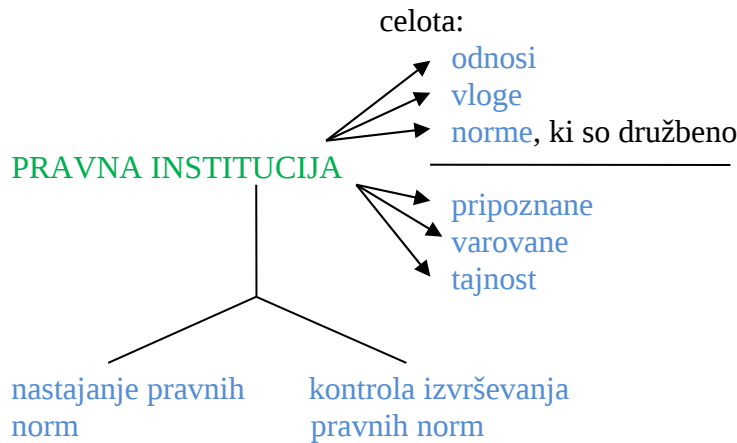 celota:
odnosi
vloge
norme, ki so družbeno
PRAVNA INSTITUCIJA
pripoznane
varovane
tajnost
nastajanje pravnih
norm
kontrola izvrševanja
pravnih norm